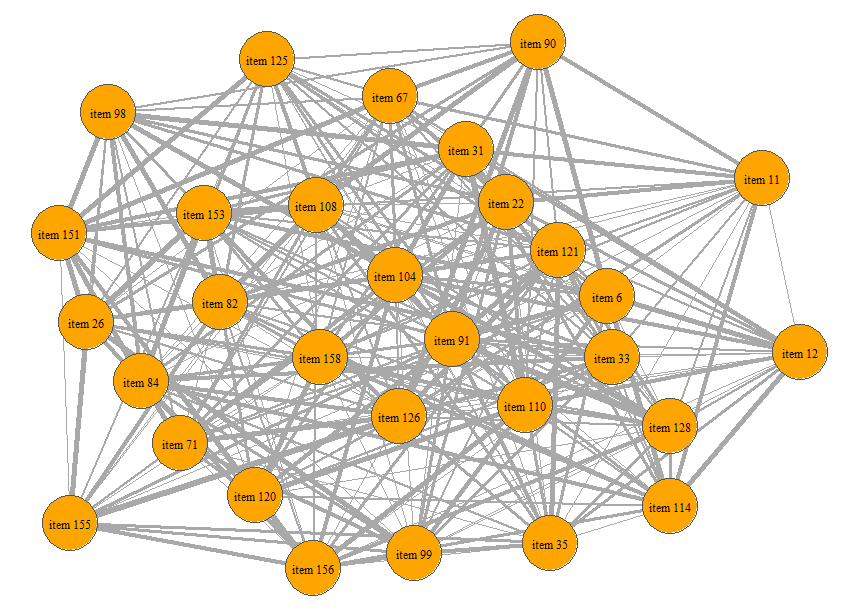 item 90
item 125
item 67
item 98
item 31
item 11
item 22
item 108
item 153
item 151
item 121
item 104
item 6
item 82
item 26
item 91
item 12
item 33
item 158
item 84
item 110
item 126
item 128
item 71
item 120
item 114
item 155
item 35
item 99
item 156